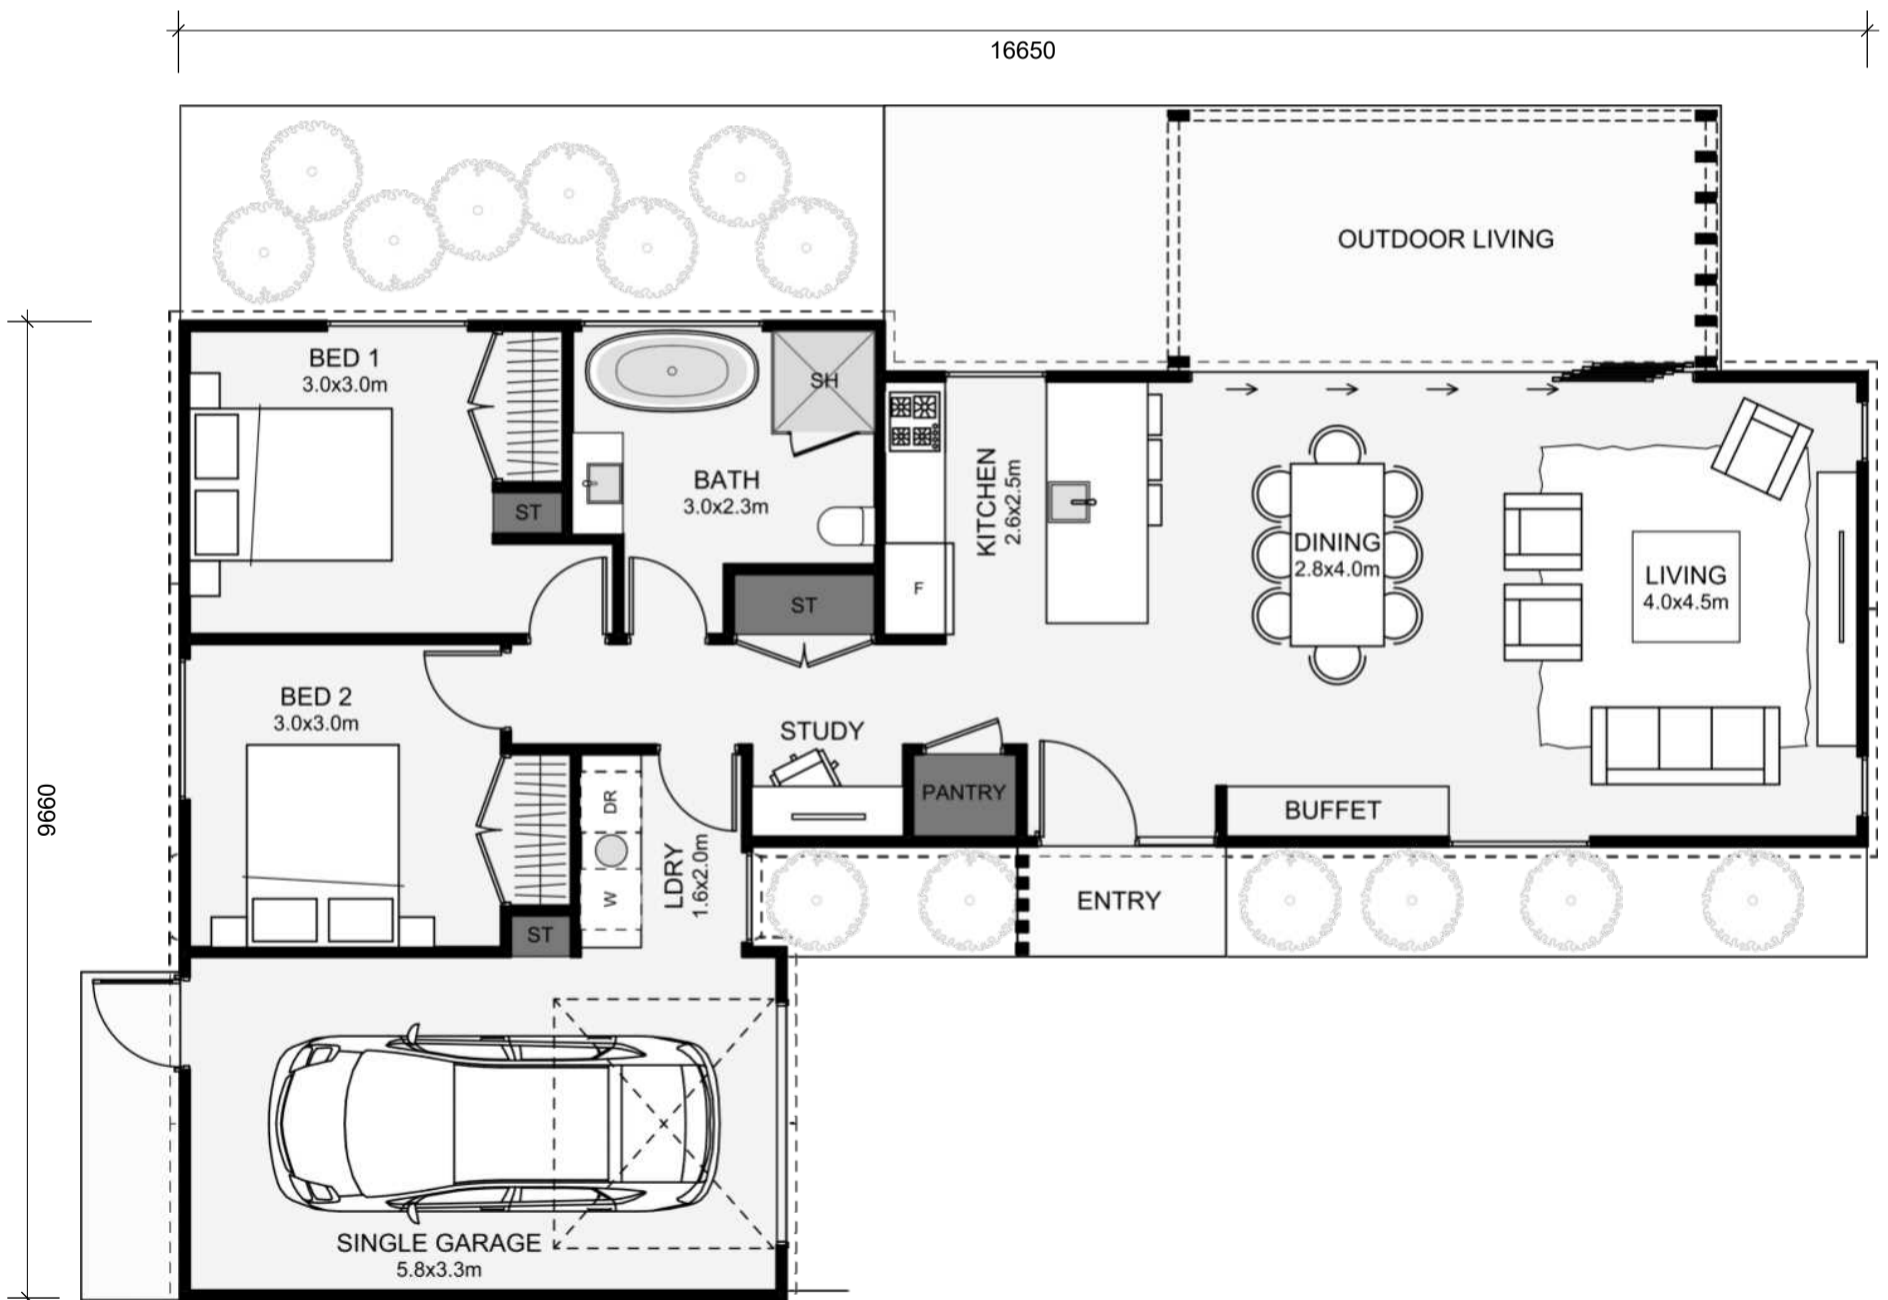 16650
OUTDOOR LIVING
BED 1
3.0x3.0m
SH
BATH
3.0x2.3m
ST
KITCHEN
2.6x2.5m
DINING
2.8x4.0m
LIVING
4.0x4.5m
F
ST
BED 2
3.0x3.0m
STUDY
PANTRY
BUFFET
DR
W
LDRY
1.6x2.0m
ENTRY
ST
9660
SINGLE GARAGE
5.8x3.3m